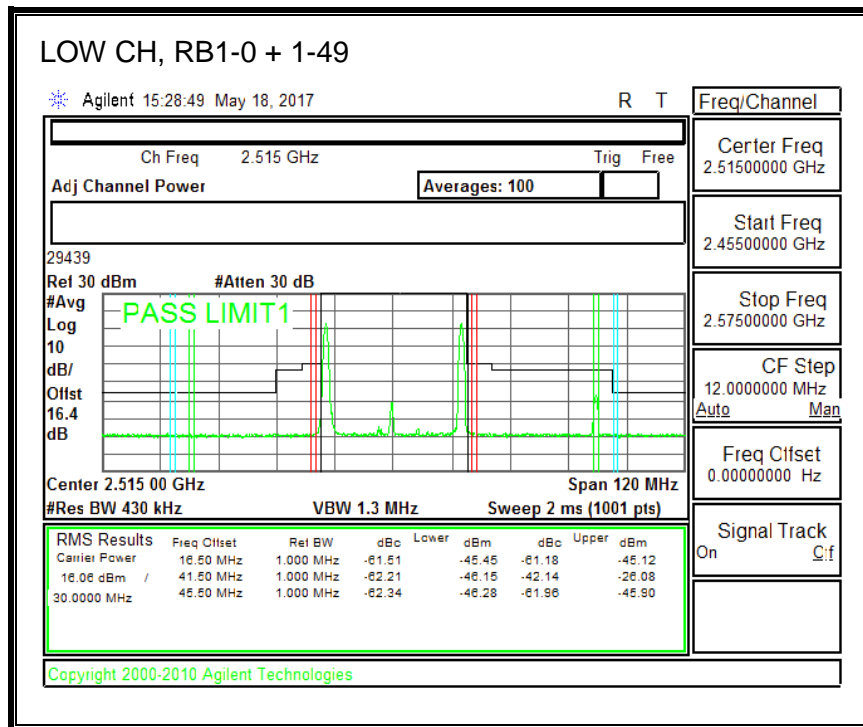 LOW CH, RB1-0 + 1-49
Agilent 15:28:49 May 18, 2017 R T
Freq/Channel
Ch Freq 2.515 GHz Trig Free
Adj Channel Power Averages: 100
Center Freq
2.51500000 GHz
Start Freq
2.45500000 GHz
29439
Ref 30 dBm #Atten 30 dB
#Avg
Log
10
dB/
Offst
16.4
dB
PASS LIMIT1
Stop Freq
2.57500000 GHz
CF Step
12.0000000 MHz
Auto Man
Freq Offset
0.00000000 Hz
Center 2.515 00 GHz Span 120 MHz
#Res BW 430 kHz VBW 1.3 MHz Sweep 2 ms (1001 pts)
Signal Track
On Off
RMS Results Freq Offset Ref BW dBc Lower dBm dBc Upper dBm
Carrier Power 16.50 MHz 1.000 MHz -61.51 -45.45 -61.18 -45.12
16.06 dBm / 41.50 MHz 1.000 MHz -62.21 -46.15 -42.14 -26.08
30.0000 MHz 45.50 MHz 1.000 MHz -62.34 -46.28 -61.96 -45.90
Copyright 2000-2010 Agilent Technologies